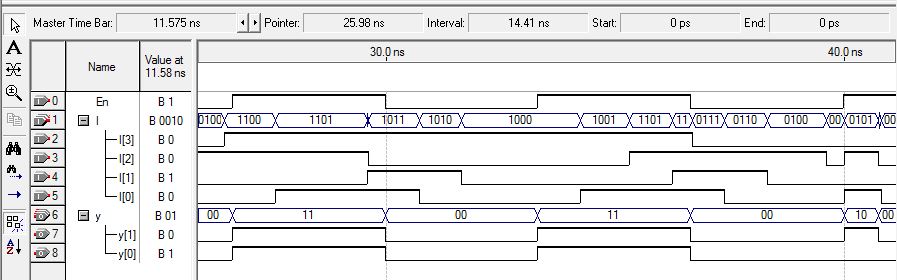 Master Time Bar: 11.575 ns Pointer: 25.98 ns Interval: 14.41 ns Start: 0 ps End: 0 ps
A
Name Value at 11.58 ns 30.0 ns 40.0 ns
0 En B 1
1 I B 0010 0100 1100 1101 1011 1010 1000 1001 1101 11 0111 0110 0100 00 0101 00
2 I[3] B 0
3 I[2] B 0
4 I[1] B 1
5 I[0] B 0
6 y B 01 00 11 00 11 00 10 00
7 y[1] B 0
8 y[0] B 1
A
Z